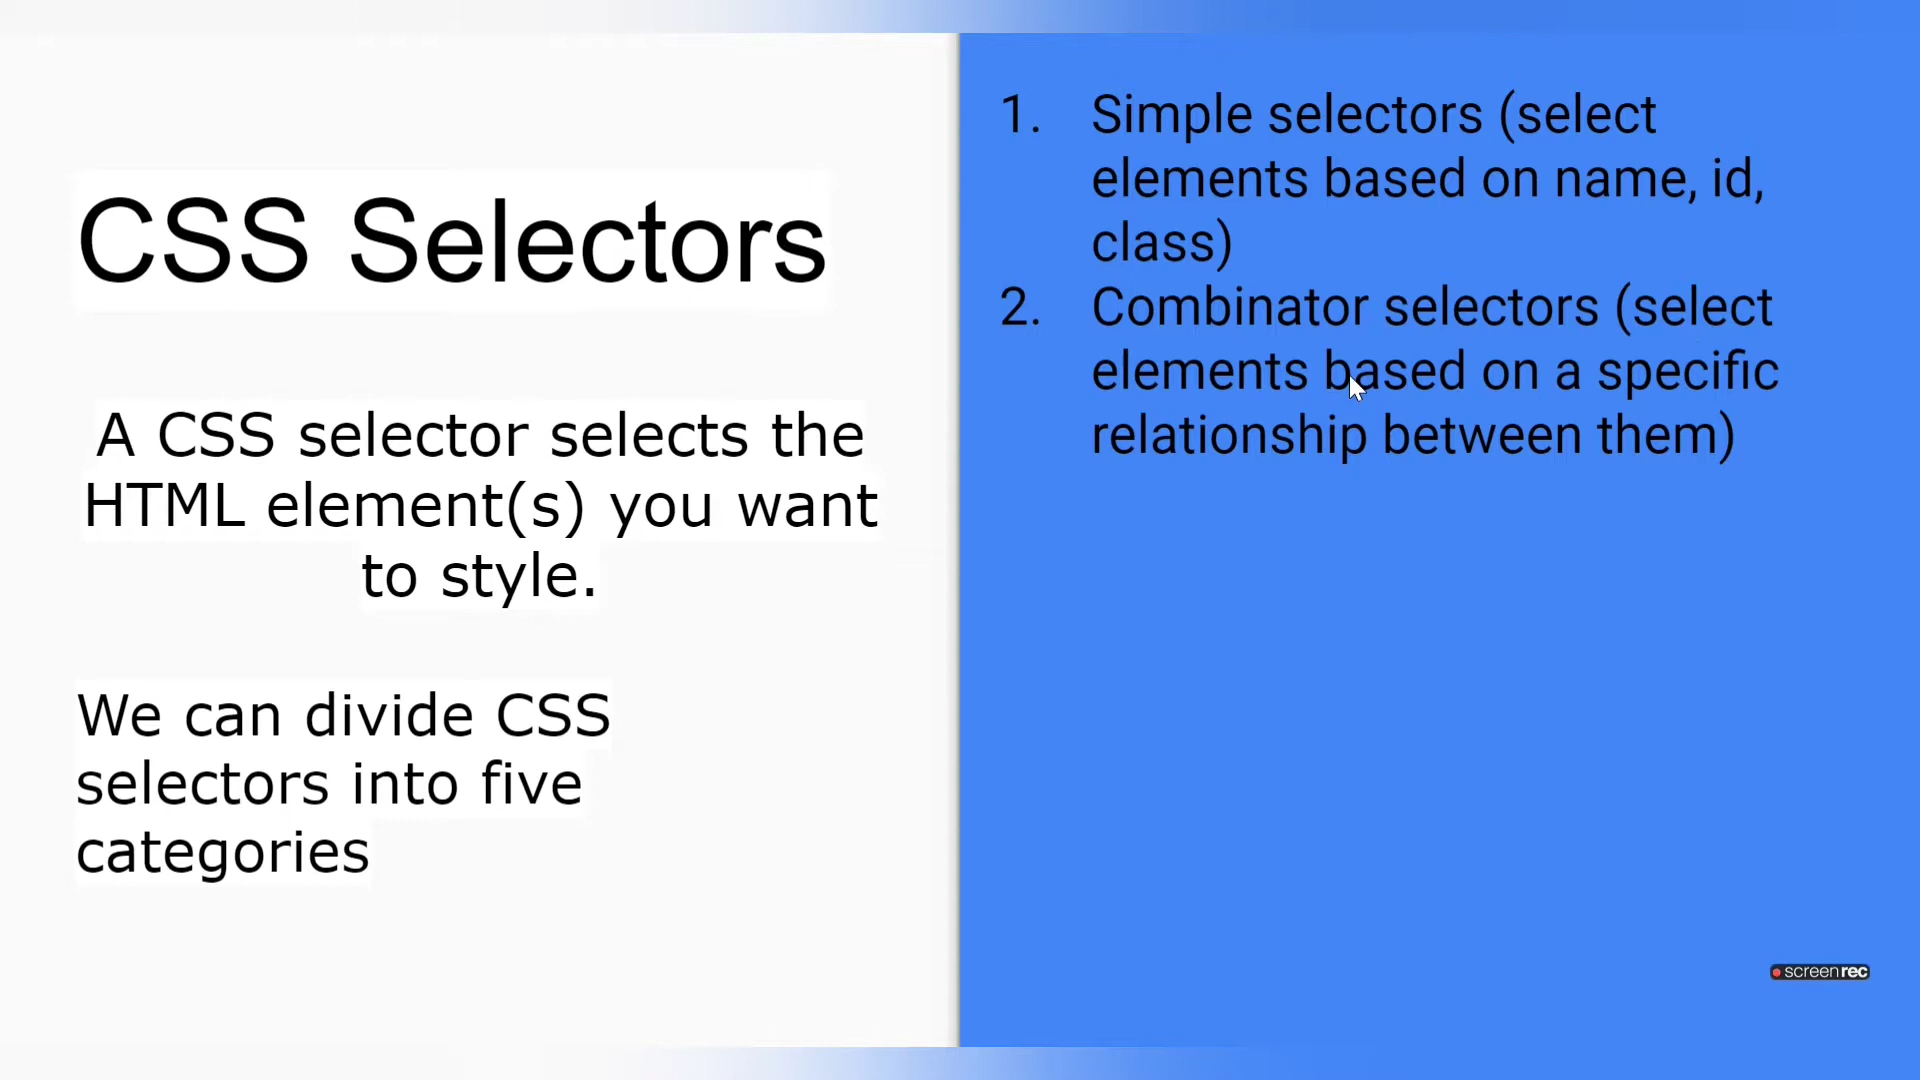 CSS Selectors
A CSS selector selects the
HTML element(s) you want
to style.
We can divide CSS
selectors into five
categories
1. Simple selectors (select
elements based on name, id,
class)
2. Combinator selectors (select
elements based on a specific
relationship between them)
screenrec